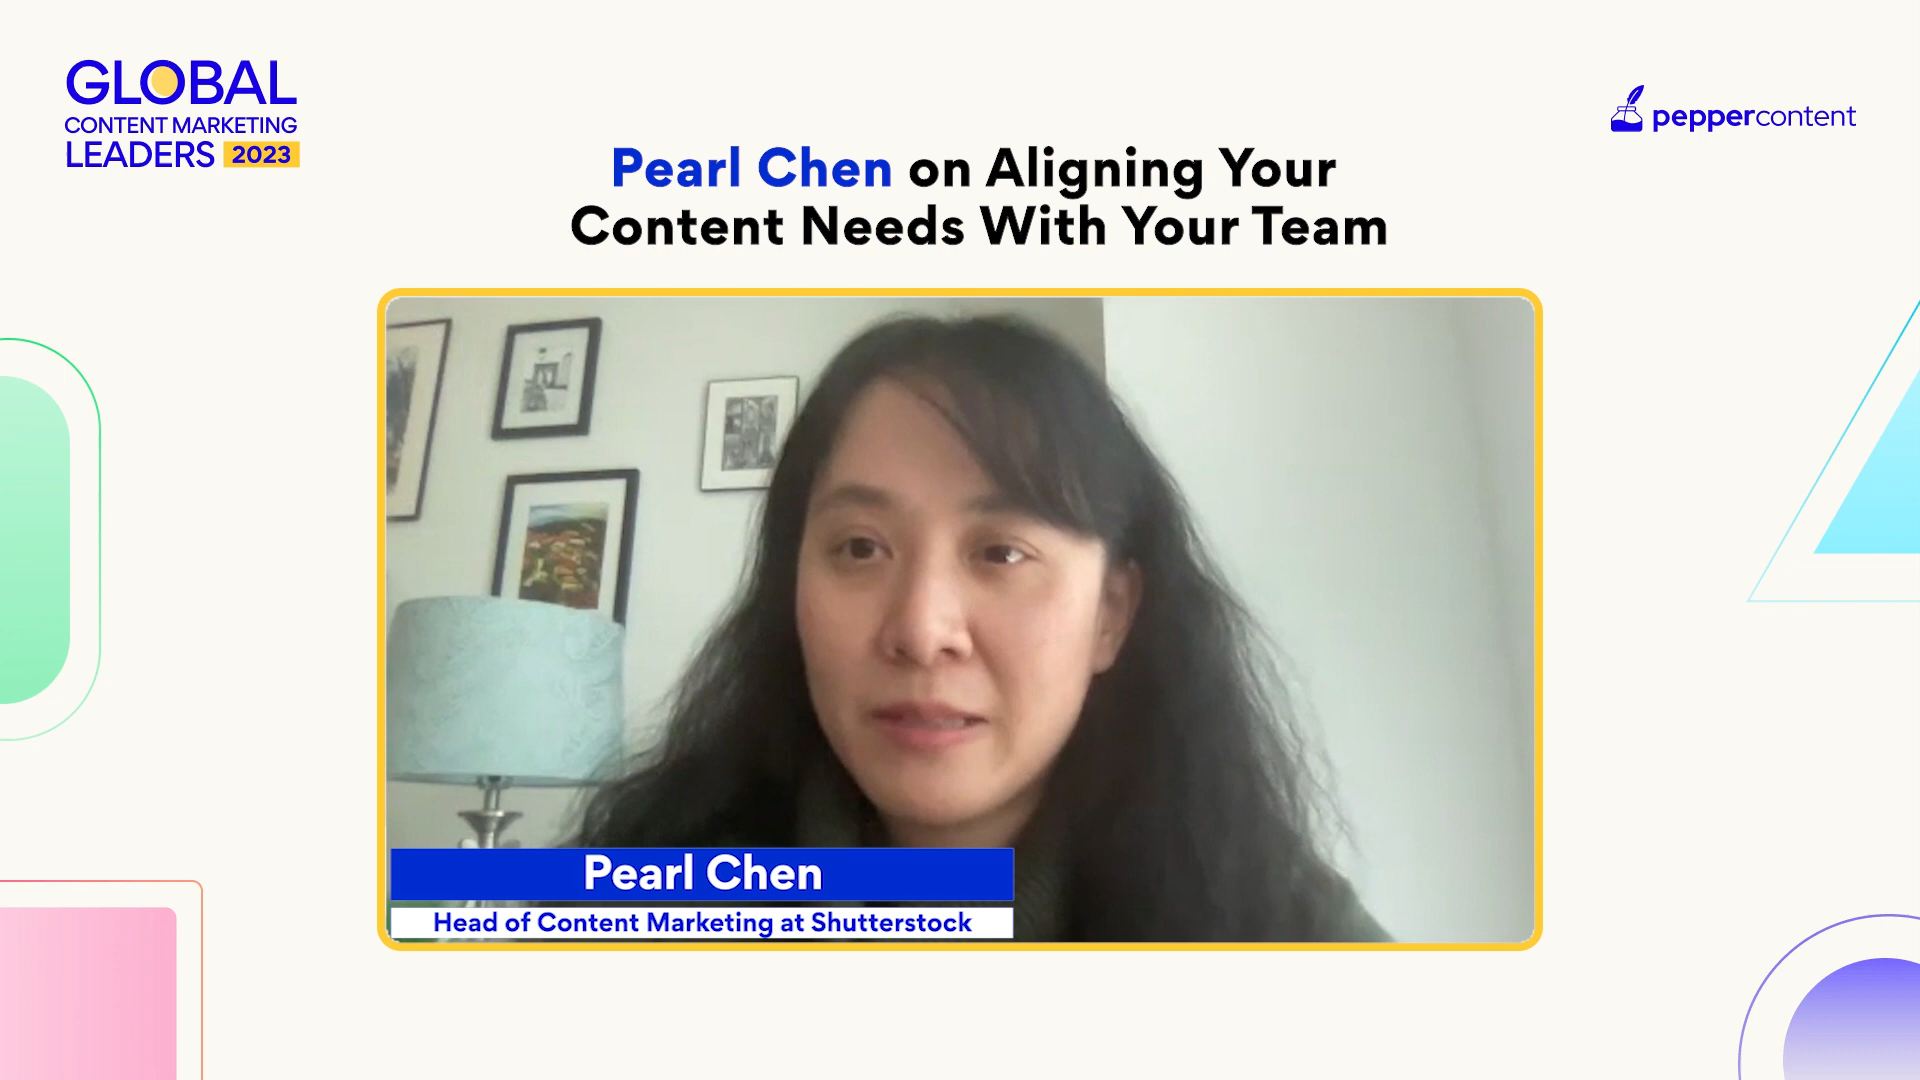 GLOBAL
CONTENT MARKETING
LEADERS 2023
peppercontent
Pearl Chen on Aligning Your
Content Needs With Your Team
Pearl Chen
Head of Content Marketing at Shutterstock